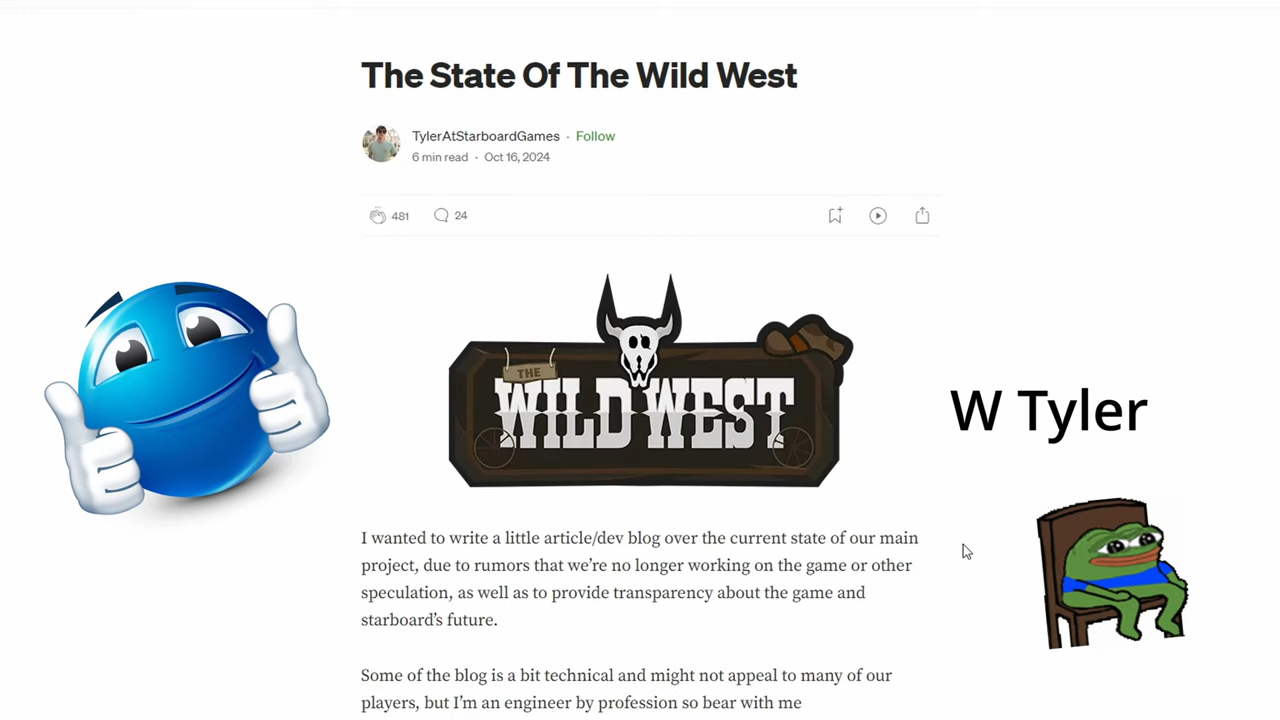 The State Of The Wild West
TylerAtStarboardGames · Follow
6 min read · Oct 16, 2024
481 24
THE
WILD WEST
W Tyler
I wanted to write a little article/dev blog over the current state of our main
project, due to rumors that we’re no longer working on the game or other
speculation, as well as to provide transparency about the game and
starboard’s future.
Some of the blog is a bit technical and might not appeal to many of our
players, but I’m an engineer by profession so bear with me